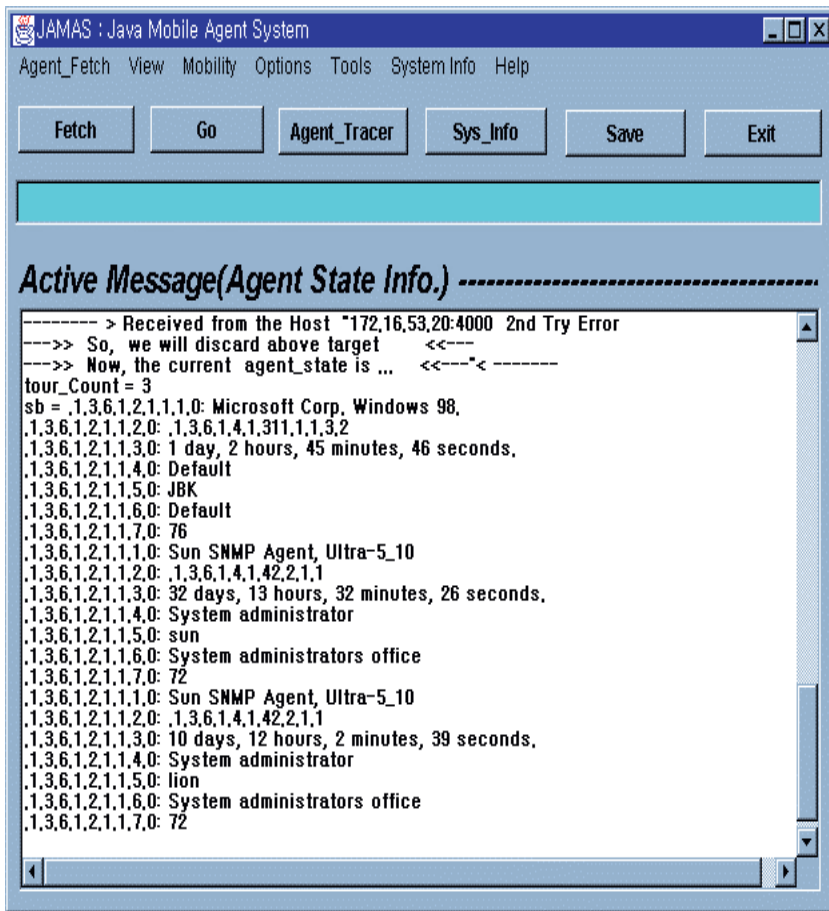 JAMAS : Java Mobile Agent System
Agent_Fetch View Mobility Options Tools System Info Help
Fetch Go Agent_Tracer Sys_Info Save Exit
Active Message(Agent State Info.) ---------------------------------------
-------- > Received from the Host "172,16,53,20:4000 2nd Try Error
--->> So, we will discard above target <<---
--->> Now, the current agent_state is ... <<---"< -------
tour_Count = 3
sb = ,1,3,6,1,2,1,1,1,0: Microsoft Corp, Windows 98,
,1,3,6,1,2,1,1,2,0: ,1,3,6,1,4,1,311,1,1,3,2
,1,3,6,1,2,1,1,3,0: 1 day, 2 hours, 45 minutes, 46 seconds,
,1,3,6,1,2,1,1,4,0: Default
,1,3,6,1,2,1,1,5,0: JBK
,1,3,6,1,2,1,1,6,0: Default
,1,3,6,1,2,1,1,7,0: 76
,1,3,6,1,2,1,1,1,0: Sun SNMP Agent, Ultra-5_10
,1,3,6,1,2,1,1,2,0: ,1,3,6,1,4,1,42,2,1,1
,1,3,6,1,2,1,1,3,0: 32 days, 13 hours, 32 minutes, 26 seconds,
,1,3,6,1,2,1,1,4,0: System administrator
,1,3,6,1,2,1,1,5,0: sun
,1,3,6,1,2,1,1,6,0: System administrators office
,1,3,6,1,2,1,1,7,0: 72
,1,3,6,1,2,1,1,1,0: Sun SNMP Agent, Ultra-5_10
,1,3,6,1,2,1,1,2,0: ,1,3,6,1,4,1,42,2,1,1
,1,3,6,1,2,1,1,3,0: 10 days, 12 hours, 2 minutes, 39 seconds,
,1,3,6,1,2,1,1,4,0: System administrator
,1,3,6,1,2,1,1,5,0: lion
,1,3,6,1,2,1,1,6,0: System administrators office
,1,3,6,1,2,1,1,7,0: 72